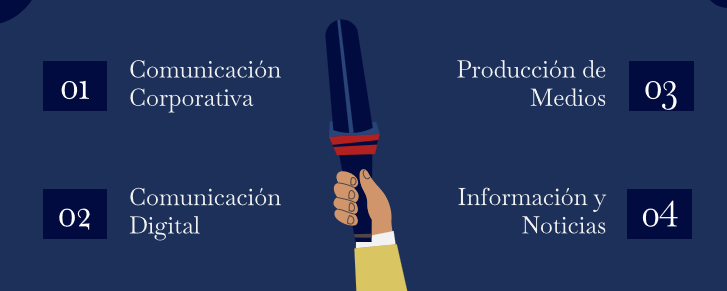 01
Comunicación
Corporativa
02
Comunicación
Digital
Producción de
Medios
03
Información y
Noticias
04